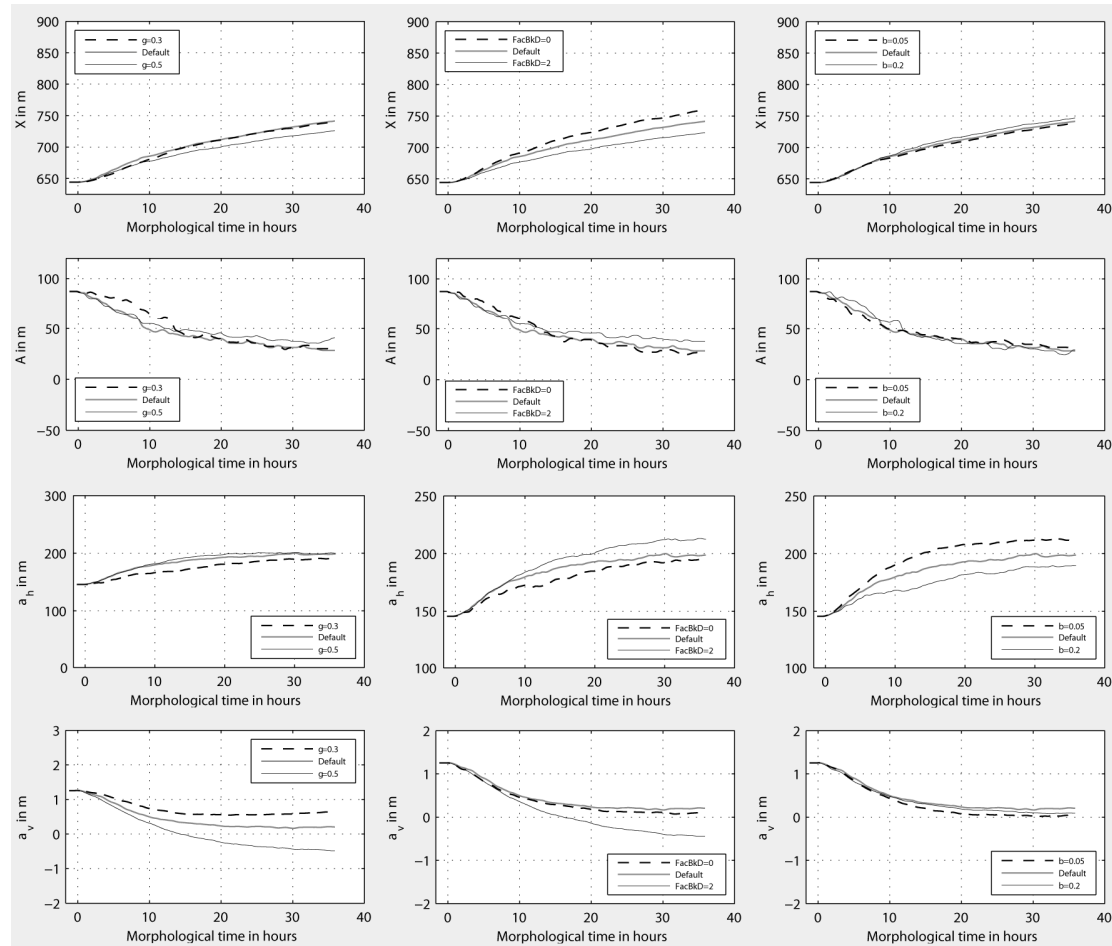 900
850
800
750
700
650
X in m
g=0.3
Default
g=0.5
0 10 20 30 40
Morphological time in hours
900
850
800
750
700
650
X in m
FacBkD=0
Default
FacBkD=2
0 10 20 30 40
Morphological time in hours
900
850
800
750
700
650
X in m
b=0.05
Default
b=0.2
0 10 20 30 40
Morphological time in hours
100
50
0
−50
A in m
g=0.3
Default
g=0.5
0 10 20 30 40
Morphological time in hours
100
50
0
−50
A in m
FacBkD=0
Default
FacBkD=2
0 10 20 30 40
Morphological time in hours
100
50
0
−50
A in m
b=0.05
Default
b=0.2
0 10 20 30 40
Morphological time in hours
300
200
100
0
a_h in m
g=0.3
Default
g=0.5
0 10 20 30 40
Morphological time in hours
250
200
150
100
a_h in m
FacBkD=0
Default
FacBkD=2
0 10 20 30 40
Morphological time in hours
250
200
150
100
a_h in m
b=0.05
Default
b=0.2
0 10 20 30 40
Morphological time in hours
3
2
1
0
−1
−2
a_v in m
g=0.3
Default
g=0.5
0 10 20 30 40
Morphological time in hours
2
1
0
−1
−2
a_v in m
FacBkD=0
Default
FacBkD=2
0 10 20 30 40
Morphological time in hours
2
1
0
−1
−2
a_v in m
b=0.05
Default
b=0.2
0 10 20 30 40
Morphological time in hours